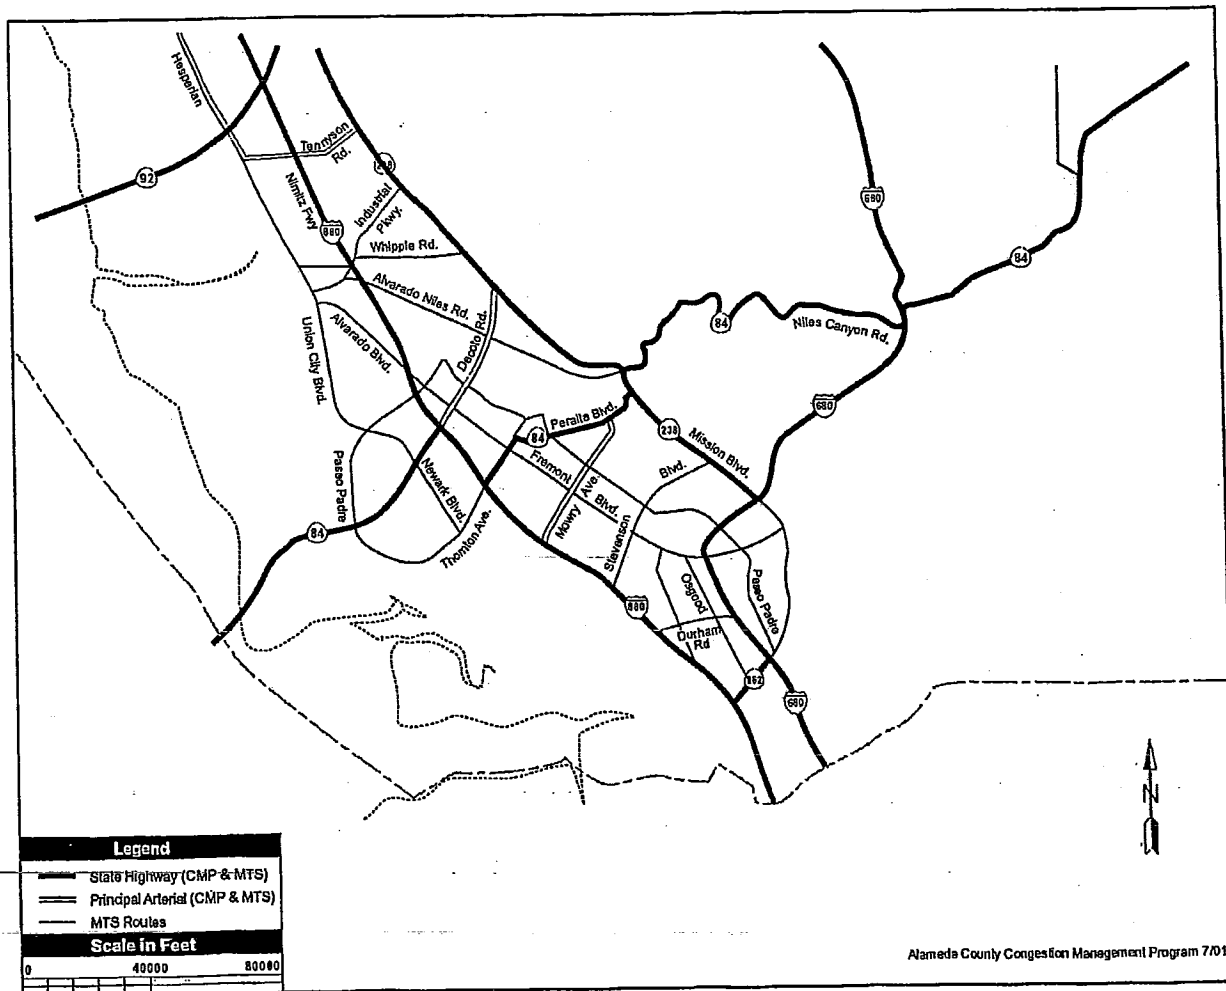 Hesperian
Tennyson
Rd.
92
238
Nimitz Fwy
Industrial
Pkwy.
880
680
Whipple Rd.
84
Alvarado Niles Rd.
84
Niles Canyon Rd.
Alvarado Blvd.
Union City Blvd.
Decoto Rd.
680
Peralta Blvd.
84
238
Mission Blvd.
Paseo Padre
Newark Blvd.
Fremont
Blvd.
Mowry
Ave.
Blvd.
Stevenson
84
Thornton Ave.
Osgood
Paseo Padre
880
Durham
Rd
262
680
N
Legend
State Highway (CMP & MTS)
Principal Arterial (CMP & MTS)
MTS Routes
Scale in Feet
0 40000 80000
Alameda County Congestion Management Program 7/01